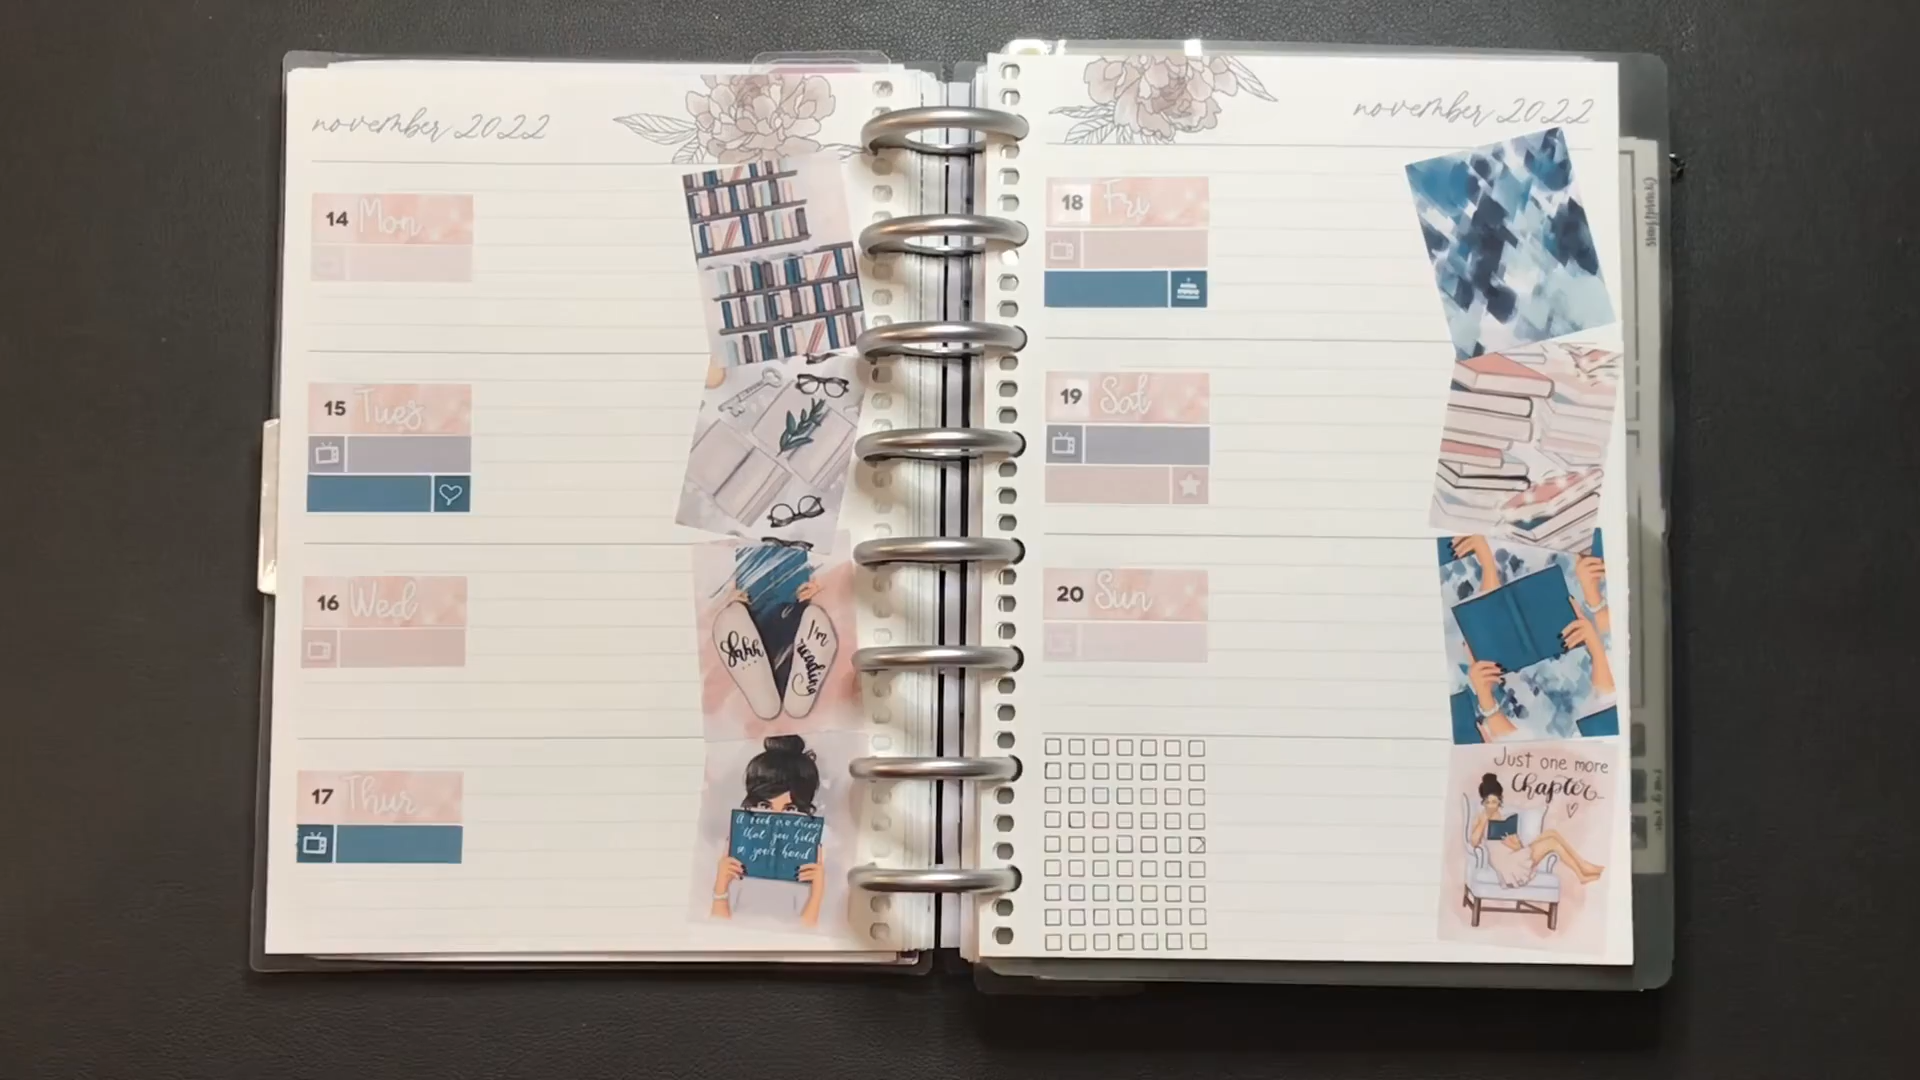 november 2022
14 Mon
15 Tues
16 Wed
Shhh
...
I'm
reading
17 Thur
A book is a dream
that you hold
in your hand
november 2022
18 Fri
19 Sat
20 Sun
Just one more
Chapter